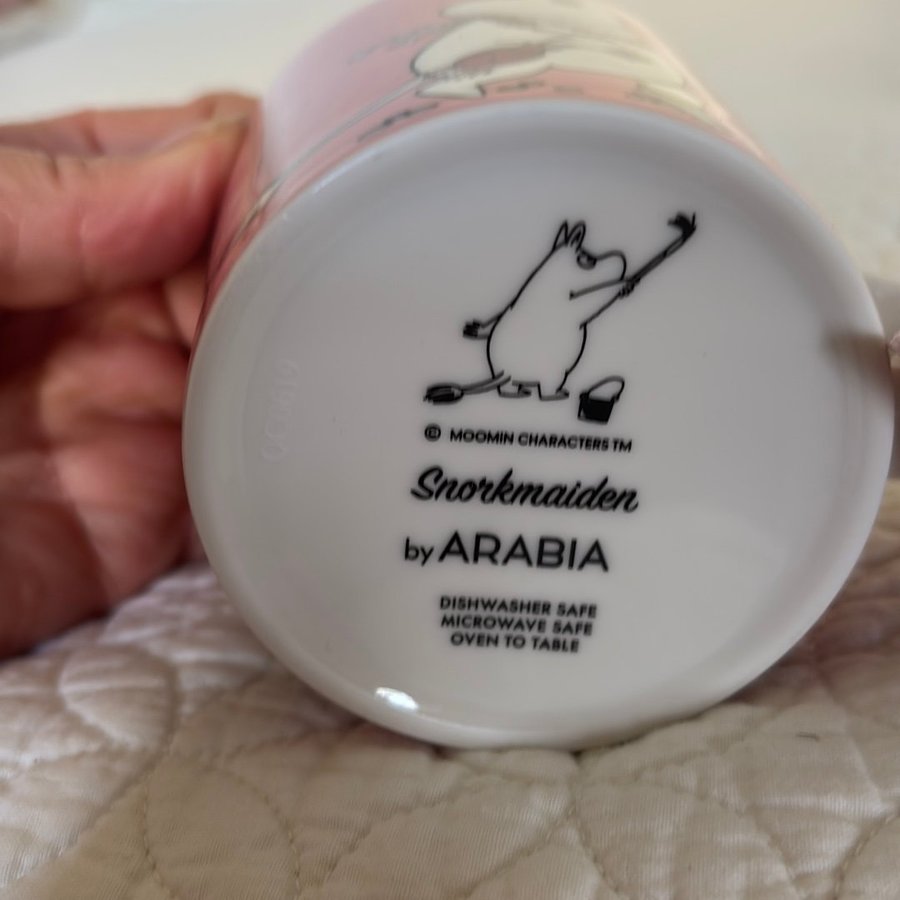 © MOOMIN CHARACTERS TM
Snorkmaiden
by ARABIA
DISHWASHER SAFE
MICROWAVE SAFE
OVEN TO TABLE